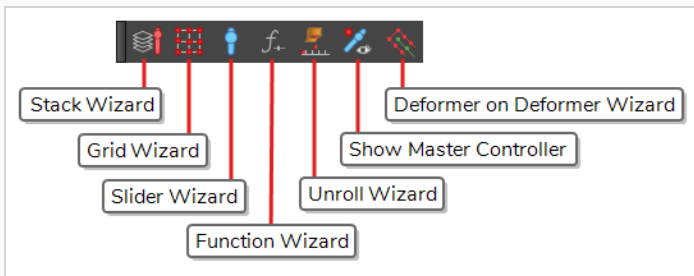 Stack Wizard
Deformer on Deformer Wizard
Grid Wizard
Show Master Controller
Slider Wizard
Unroll Wizard
Function Wizard